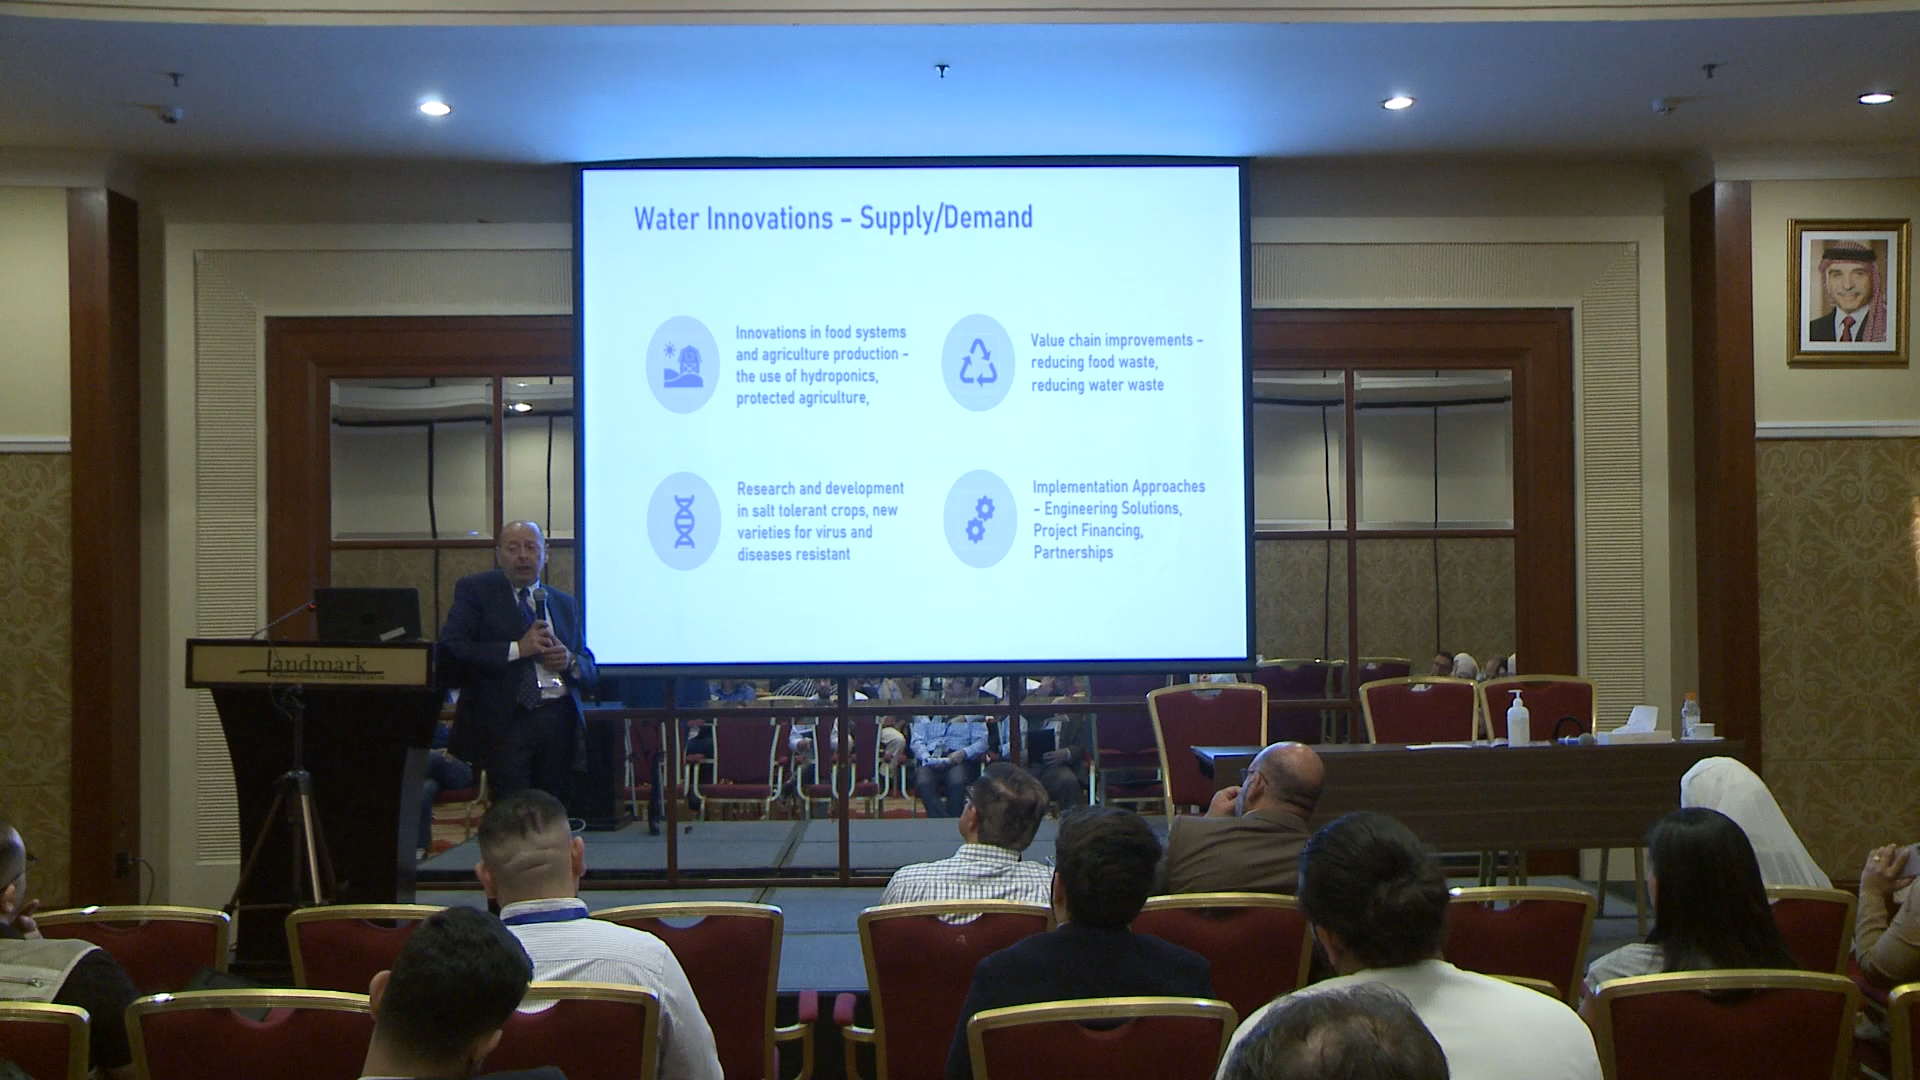 Water Innovations – Supply/Demand
Innovations in food systems
and agriculture production –
the use of hydroponics,
protected agriculture,
Value chain improvements –
reducing food waste,
reducing water waste
Research and development
in salt tolerant crops, new
varieties for virus and
diseases resistant
Implementation Approaches
– Engineering Solutions,
Project Financing,
Partnerships
landmark